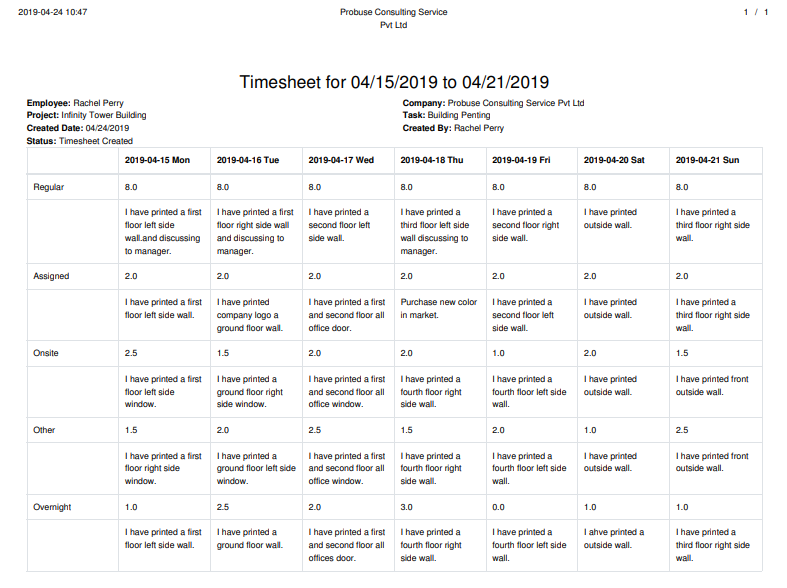 2019-04-24 10:47
Probuse Consulting Service
Pvt Ltd
1 / 1
Timesheet for 04/15/2019 to 04/21/2019
Employee: Rachel Perry
Company: Probuse Consulting Service Pvt Ltd
Project: Infinity Tower Building
Task: Building Penting
Created Date: 04/24/2019
Created By: Rachel Perry
Status: Timesheet Created
2019-04-15 Mon 2019-04-16 Tue 2019-04-17 Wed 2019-04-18 Thu 2019-04-19 Fri 2019-04-20 Sat 2019-04-21 Sun
Regular 8.0 8.0 8.0 8.0 8.0 8.0 8.0
I have printed a first
floor left side
wall.and discussing
to manager.
I have printed a first
floor right side wall
and discussing to
manager.
I have printed a
second floor left
side wall.
I have printed a
third floor left side
wall discussing to
manager.
I have printed a
second floor right
side wall.
I have printed
outside wall.
I have printed a
third floor right side
wall.
Assigned 2.0 2.0 2.0 2.0 2.0 2.0 2.0
I have printed a first
floor left side wall.
I have printed
company logo a
ground floor wall.
I have printed a first
and second floor all
office door.
Purchase new color
in market.
I have printed a
second floor left
side wall.
I have printed
outside wall.
I have printed a
third floor right side
wall.
Onsite 2.5 1.5 2.0 2.0 1.0 2.0 1.5
I have printed a first
floor left side
window.
I have printed a
ground floor right
side window.
I have printed a first
and second floor all
office window.
I have printed a
fourth floor right
side wall.
I have printed a
fourth floor left side
wall.
I have printed
outside wall.
I have printed front
outside wall.
Other 1.5 2.0 2.5 1.5 2.0 1.0 2.5
I have printed a first
floor right side
window.
I have printed a
ground floor left side
window.
I have printed a first
and second floor all
office window.
I have printed a
fourth floor right
side wall.
I have printed a
fourth floor left side
wall.
I have printed
outside wall.
I have printed front
outside wall.
Overnight 1.0 2.5 2.0 3.0 0.0 1.0 1.0
I have printed a first
floor left side wall.
I have printed a
ground floor wall.
I have printed a first
and second floor all
offices door.
I have printed a
fourth floor right
side wall.
I have printed a
fourth floor left side
wall.
I ahve printed a
outside wall.
I have printed a
third floor right side
wall.